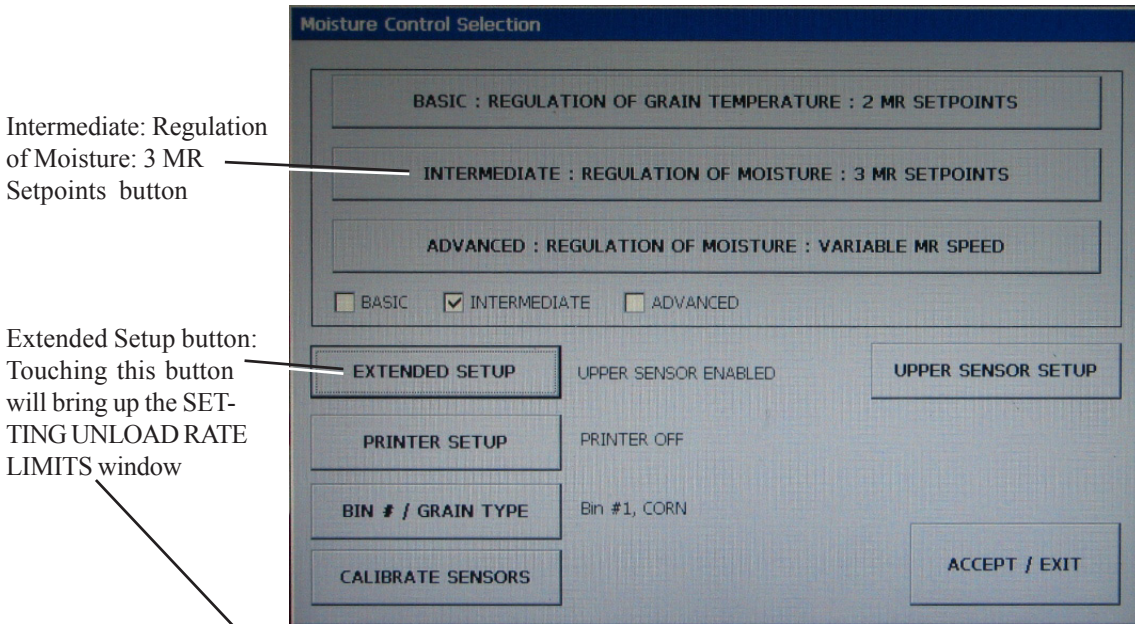 Moisture Control Selection
BASIC : REGULATION OF GRAIN TEMPERATURE : 2 MR SETPOINTS
Intermediate: Regulation
of Moisture: 3 MR
Setpoints button
INTERMEDIATE : REGULATION OF MOISTURE : 3 MR SETPOINTS
ADVANCED : REGULATION OF MOISTURE : VARIABLE MR SPEED
BASIC INTERMEDIATE ADVANCED
Extended Setup button:
Touching this button
will bring up the SET-
TING UNLOAD RATE
LIMITS window
EXTENDED SETUP UPPER SENSOR ENABLED UPPER SENSOR SETUP
PRINTER SETUP PRINTER OFF
BIN # / GRAIN TYPE Bin #1, CORN
CALIBRATE SENSORS ACCEPT / EXIT